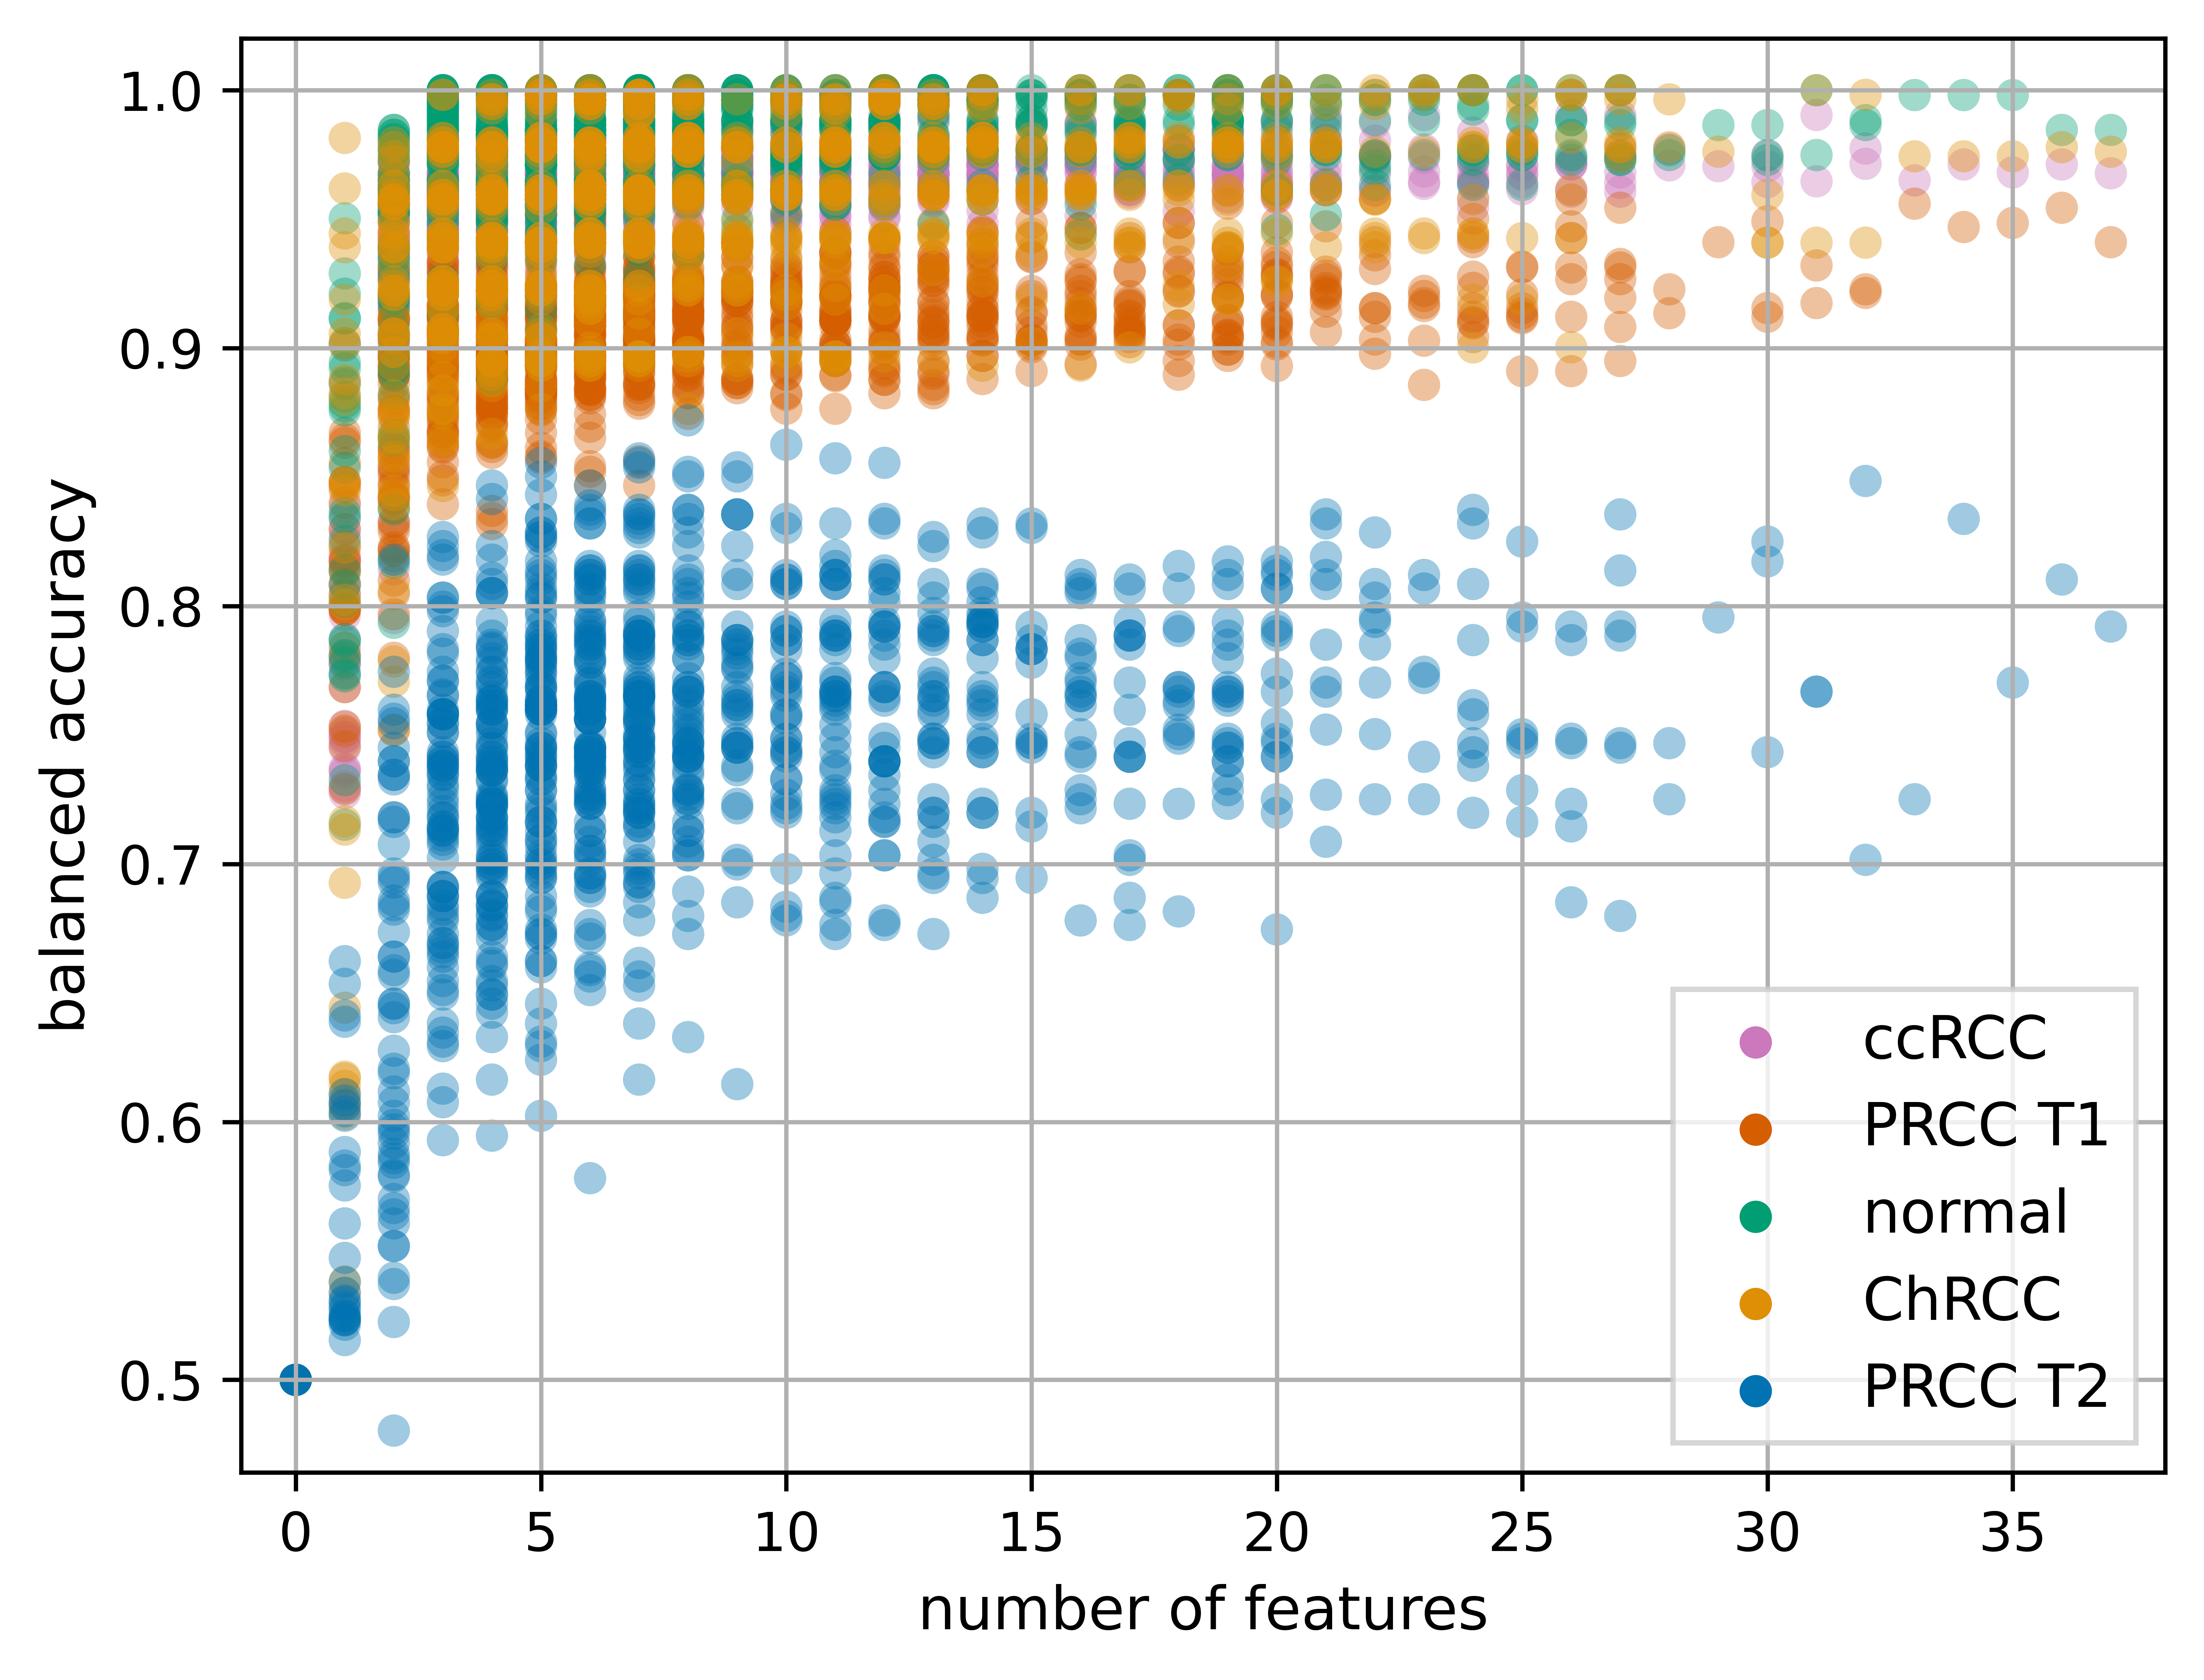 1.0
0.9
0.8
0.7
0.6
0.5
balanced accuracy
ccRCC
PRCC T1
normal
ChRCC
PRCC T2
0 5 10 15 20 25 30 35
number of features